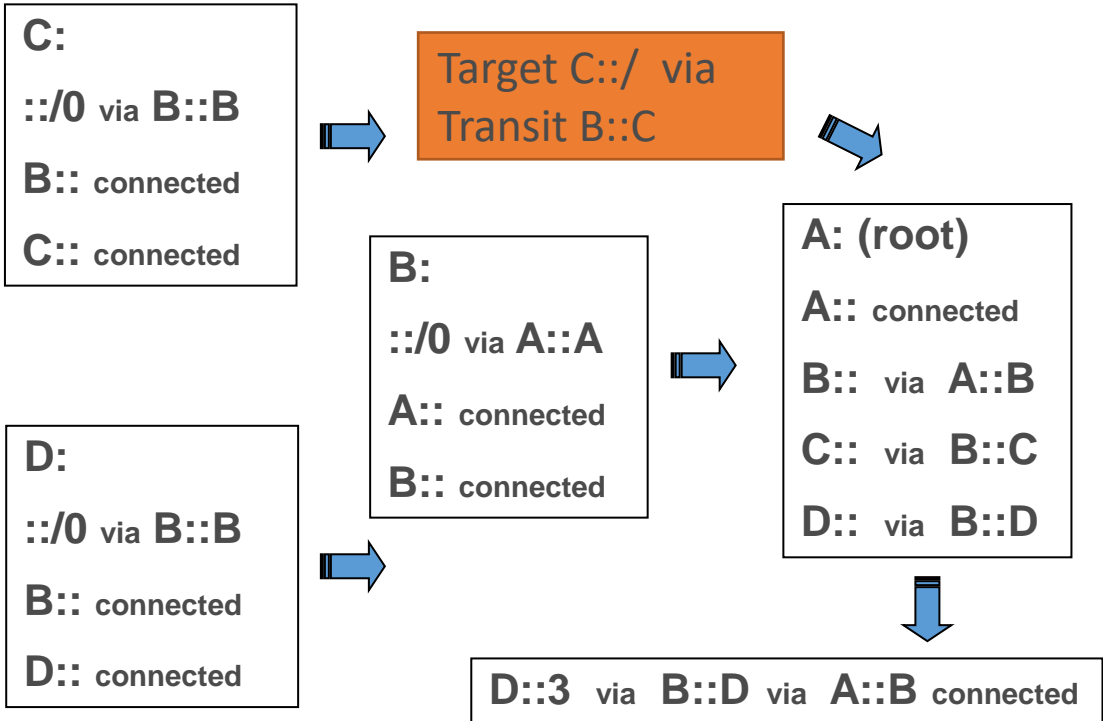 C:
::/0 via B::B
B:: connected
C:: connected
Target C::/ via
Transit B::C
B:
::/0 via A::A
A:: connected
B:: connected
A: (root)
A:: connected
B:: via A::B
C:: via B::C
D:: via B::D
D:
::/0 via B::B
B:: connected
D:: connected
D::3 via B::D via A::B connected